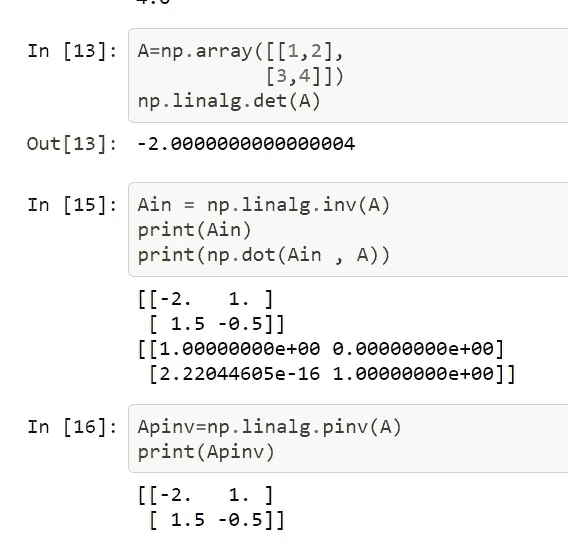 In [13]: A=np.array([[1,2],
[3,4]])
np.linalg.det(A)
Out[13]: -2.0000000000000004
In [15]: Ain = np.linalg.inv(A)
print(Ain)
print(np.dot(Ain , A))
[[-2.   1. ]
 [ 1.5 -0.5]]
[[1.00000000e+00 0.00000000e+00]
 [2.22044605e-16 1.00000000e+00]]
In [16]: Apinv=np.linalg.pinv(A)
print(Apinv)
[[-2.   1. ]
 [ 1.5 -0.5]]